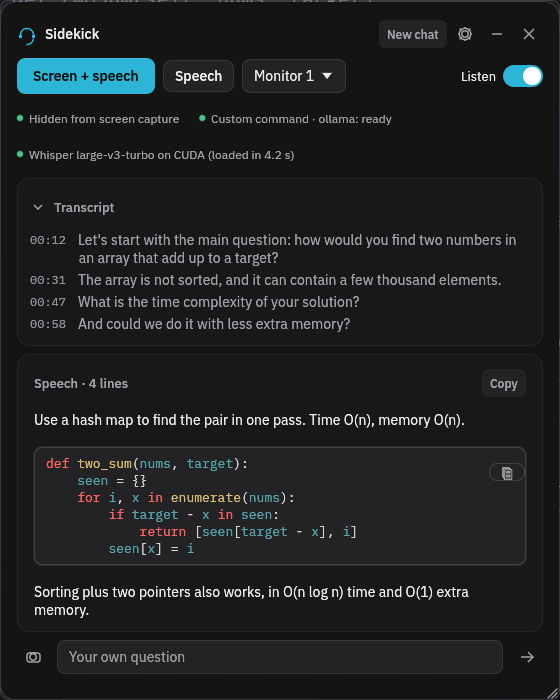 Sidekick
New chat
Screen + speech
Speech
Monitor 1
Listen
Hidden from screen capture
Custom command · ollama: ready
Whisper large-v3-turbo on CUDA (loaded in 4.2 s)
Transcript
00:12 Let's start with the main question: how would you find two numbers in
an array that add up to a target?
00:31 The array is not sorted, and it can contain a few thousand elements.
00:47 What is the time complexity of your solution?
00:58 And could we do it with less extra memory?
Speech · 4 lines
Copy
Use a hash map to find the pair in one pass. Time O(n), memory O(n).
def two_sum(nums, target):
    seen = {}
    for i, x in enumerate(nums):
        if target - x in seen:
            return [seen[target - x], i]
        seen[x] = i
Sorting plus two pointers also works, in O(n log n) time and O(1) extra
memory.
Your own question